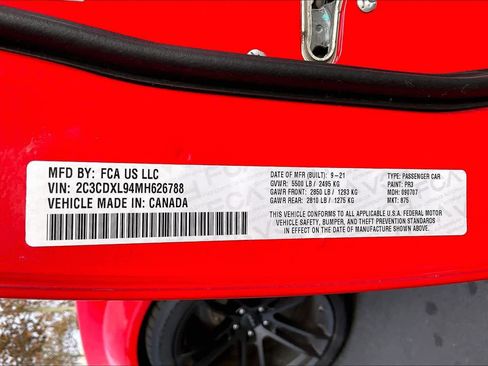 MFD BY: FCA US LLC
VIN: 2C3CDXL94MH626788
VEHICLE MADE IN: CANADA
DATE OF MFR (BUILT): 9-21
GVWR: 5500 LB / 2495 KG
GAWR FRONT: 2850 LB / 1293 KG
GAWR REAR: 2810 LB / 1275 KG
TYPE: PASSENGER CAR
PAINT: PR3
MDH: 090707
MKT: 875
THIS VEHICLE CONFORMS TO ALL APPLICABLE U.S.A. FEDERAL MOTOR
VEHICLE SAFETY, BUMPER, AND THEFT PREVENTION STANDARDS
IN EFFECT ON THE DATE OF MANUFACTURE SHOWN ABOVE.